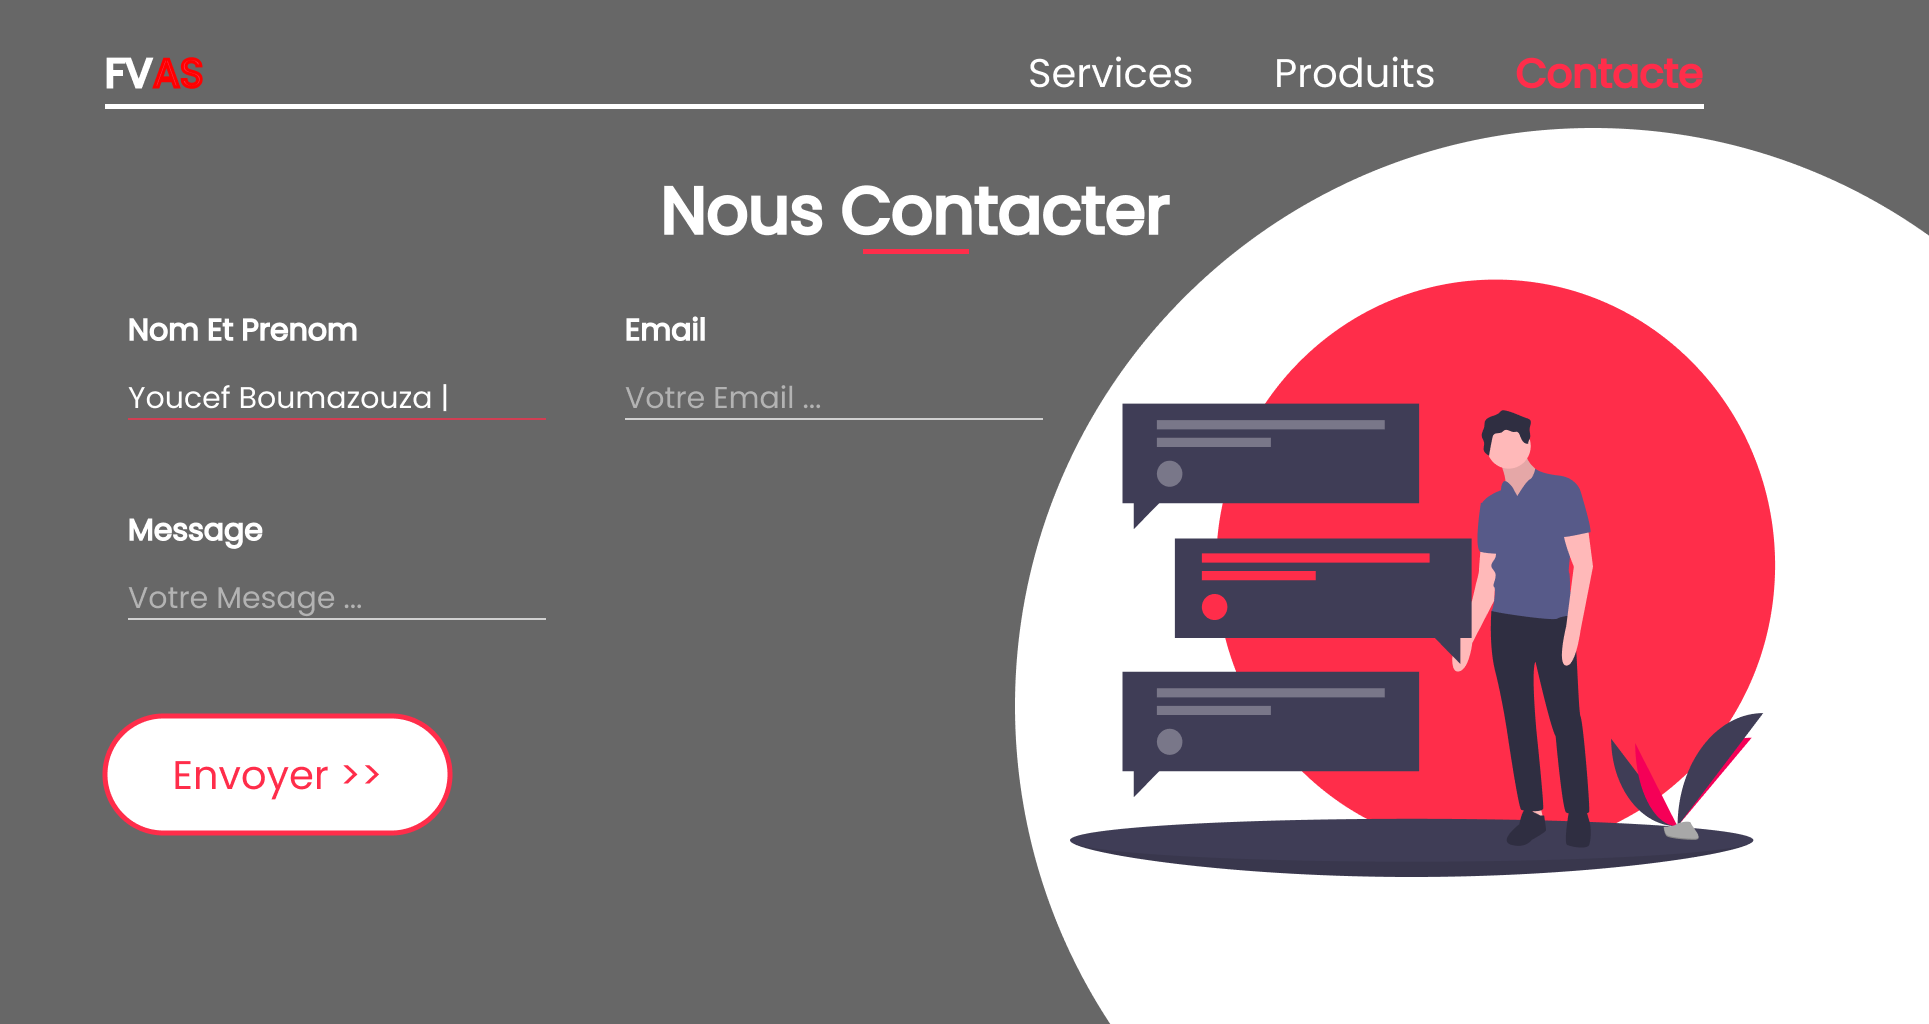 FVAS
Services Produits Contacte
Nous Contacter
Nom Et Prenom
Youcef Boumazouza |
Email
Votre Email ...
Message
Votre Mesage ...
Envoyer >>